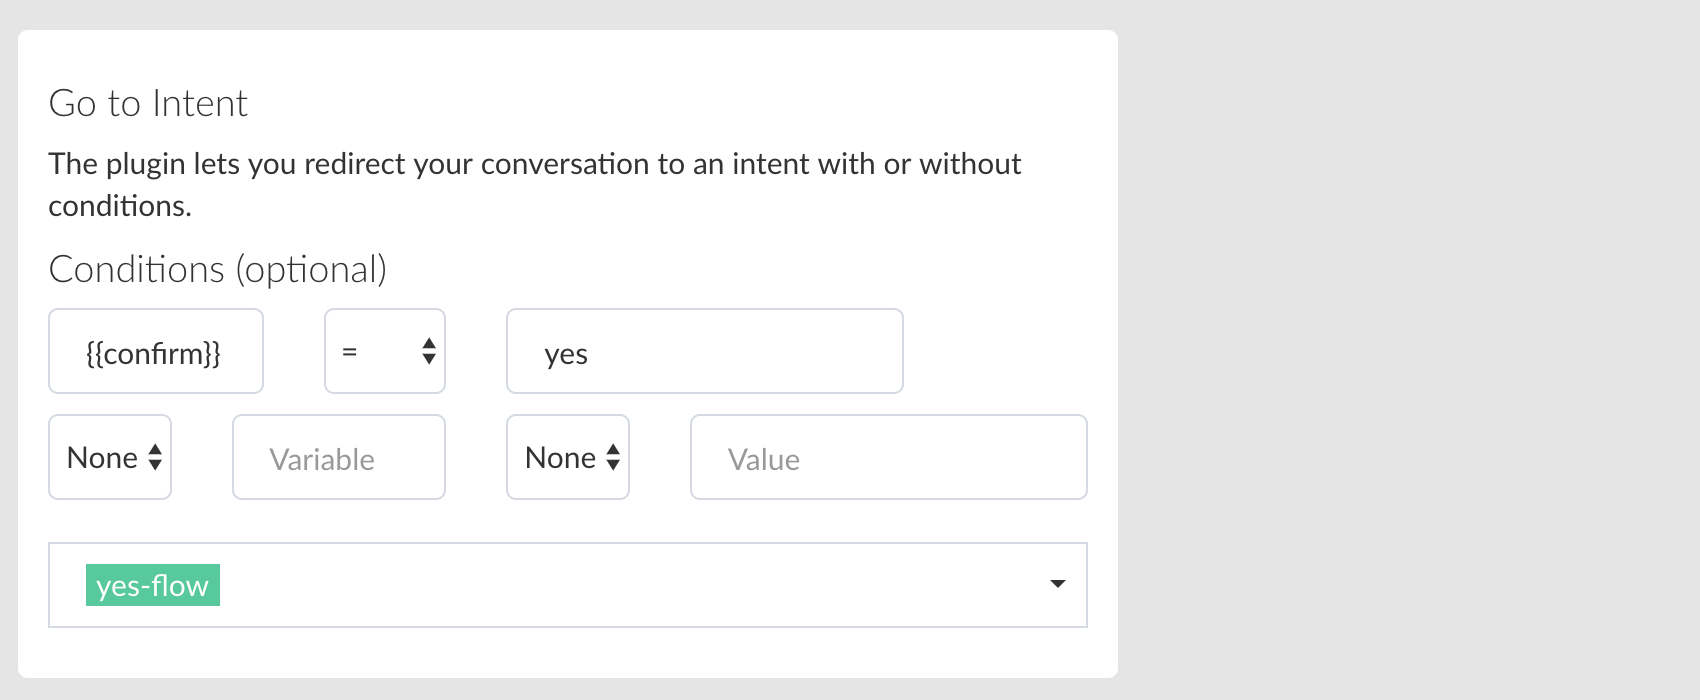 Go to Intent
The plugin lets you redirect your conversation to an intent with or without
conditions.
Conditions (optional)
{{confirm}} = yes
None Variable None Value
yes-flow